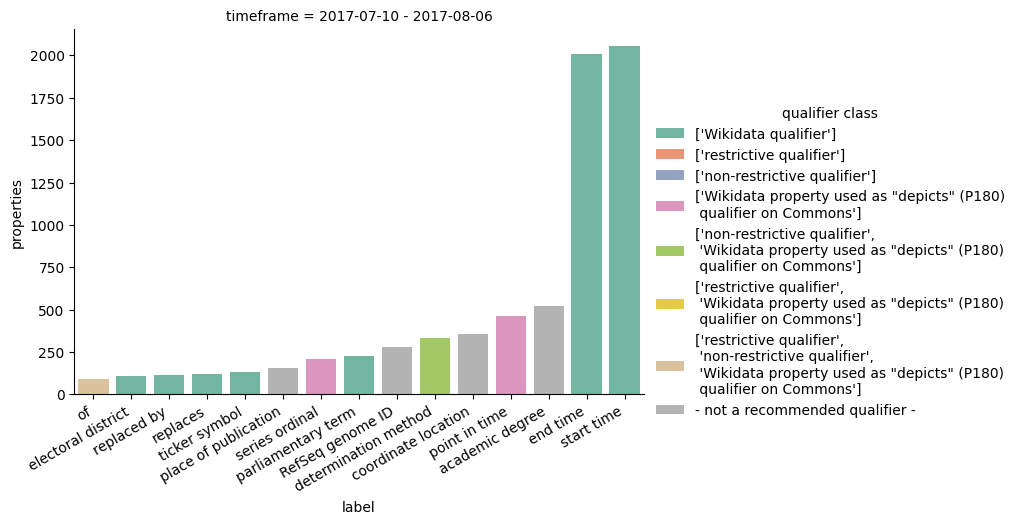 timeframe = 2017-07-10 - 2017-08-06
properties
2000
1750
1500
1250
1000
750
500
250
0
of
electoral district
replaced by
replaces
ticker symbol
place of publication
series ordinal
parliamentary term
RefSeq genome ID
determination method
coordinate location
point in time
academic degree
end time
start time
label
qualifier class
['Wikidata qualifier']
['restrictive qualifier']
['non-restrictive qualifier']
['Wikidata property used as "depicts" (P180)
qualifier on Commons']
['non-restrictive qualifier',
'Wikidata property used as "depicts" (P180)
qualifier on Commons']
['restrictive qualifier',
'Wikidata property used as "depicts" (P180)
qualifier on Commons']
['restrictive qualifier',
'non-restrictive qualifier',
'Wikidata property used as "depicts" (P180)
qualifier on Commons']
- not a recommended qualifier -